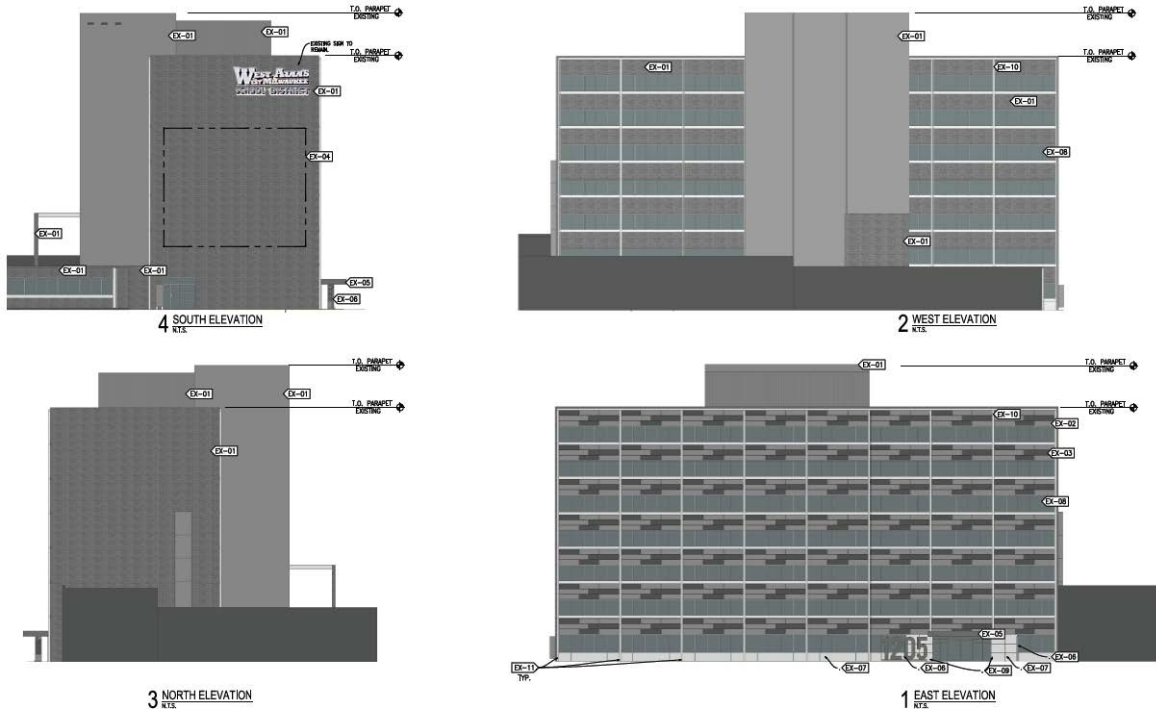 T.O. PARAPET
EXISTING
EX-01
EX-01
EXISTING SIGN TO
REMAIN.
T.O. PARAPET
EXISTING
WEST ALLIS
WEST MILWAUKEE
SCHOOL DISTRICT
EX-01
EX-04
EX-01
EX-01
EX-01
EX-05
EX-06
4 SOUTH ELEVATION
N.T.S.
T.O. PARAPET
EXISTING
EX-01
T.O. PARAPET
EXISTING
EX-01
EX-10
EX-01
EX-08
EX-01
2 WEST ELEVATION
N.T.S.
T.O. PARAPET
EXISTING
EX-01
EX-01
T.O. PARAPET
EXISTING
EX-01
3 NORTH ELEVATION
N.T.S.
T.O. PARAPET
EXISTING
EX-01
T.O. PARAPET
EXISTING
EX-10
EX-02
EX-03
EX-08
1205
EX-05
EX-06
EX-11
TYP.
EX-07
EX-06
EX-09
EX-07
1 EAST ELEVATION
N.T.S.